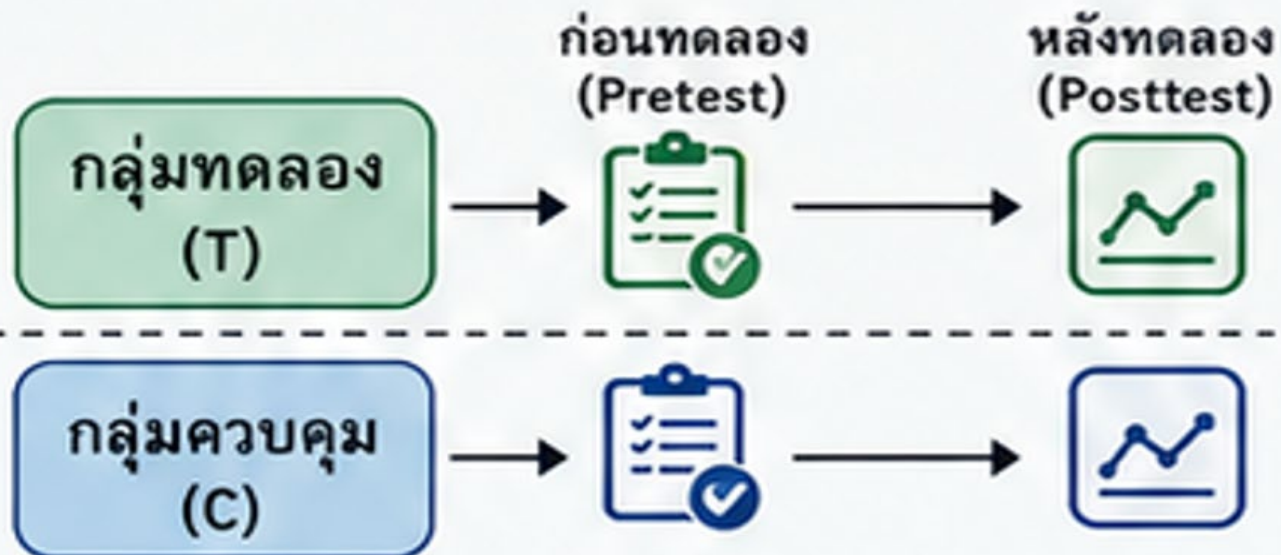 ก่อนทดลอง
(Pretest)
หลังทดลอง
(Posttest)
กลุ่มทดลอง
(T)
กลุ่มควบคุม
(C)